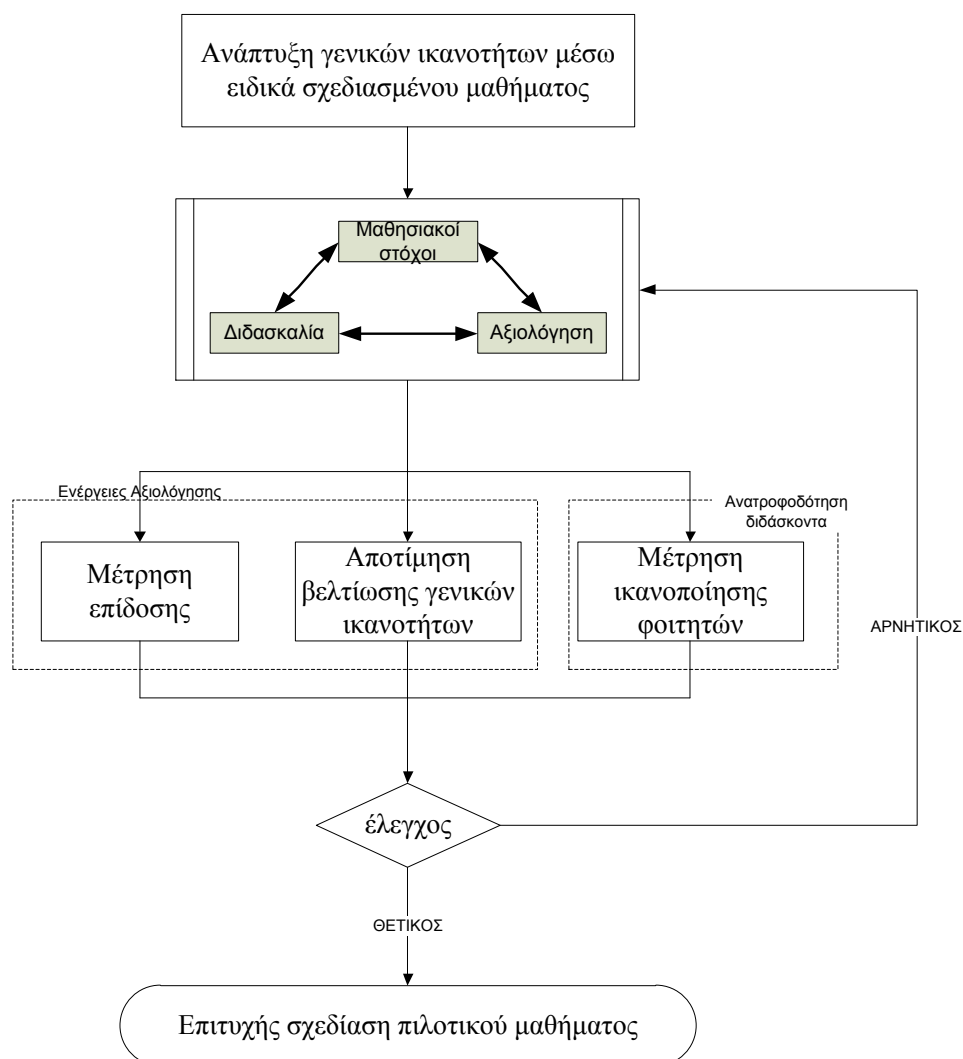 Ανάπτυξη γενικών ικανοτήτων μέσω
ειδικά σχεδιασμένου μαθήματος
Μαθησιακοί
στόχοι
Διδασκαλία
Αξιολόγηση
Ενέργειες Αξιολόγησης
Ανατροφοδότηση
διδάσκοντα
Μέτρηση
επίδοσης
Αποτίμηση
βελτίωσης γενικών
ικανοτήτων
Μέτρηση
ικανοποίησης
φοιτητών
ΑΡΝΗΤΙΚΟΣ
έλεγχος
ΘΕΤΙΚΟΣ
Επιτυχής σχεδίαση πιλοτικού μαθήματος